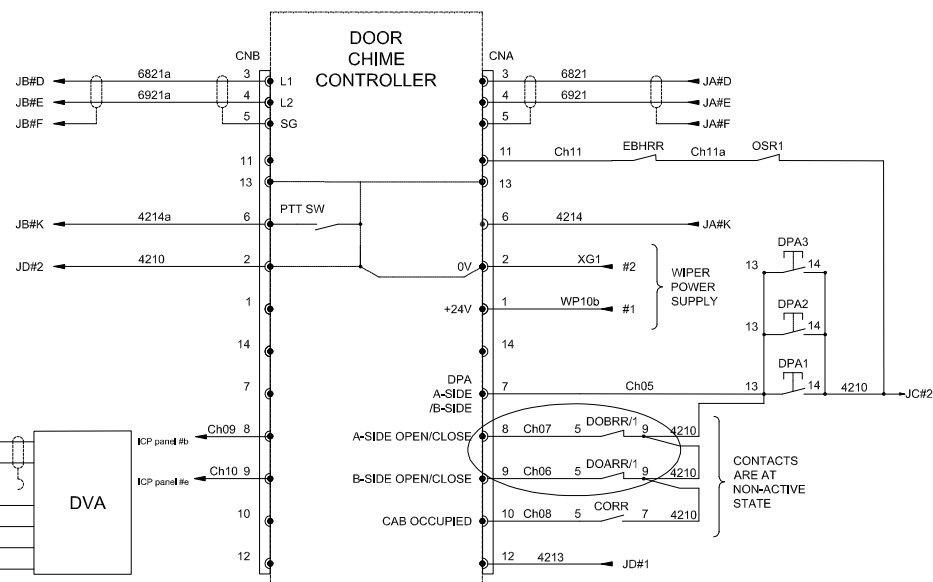 DOOR
CHIME
CONTROLLER
CNB
CNA
JB#D 6821a 3 L1 3 6821 JA#D
JB#E 6921a 4 L2 4 6921 JA#E
JB#F 5 SG 5 JA#F
11 11 Ch11 EBHRR Ch11a OSR1
13 13
JB#K 4214a 6 PTT SW 6 4214 JA#K
JD#2 4210 2 0V 2 XG1 #2
1 +24V 1 WP10b #1
WIPER
POWER
SUPPLY
DPA3
13 14
DPA2
13 14
DPA1
13 14 4210 JC#2
14 14
7 DPA
A-SIDE
/B-SIDE
7 Ch05
ICP panel #b Ch09 8 A-SIDE OPEN/CLOSE 8 Ch07 5 DOBRR/1 9 4210
ICP panel #e Ch10 9 B-SIDE OPEN/CLOSE 9 Ch06 5 DOARR/1 9 4210
10 CAB OCCUPIED 10 Ch08 5 CORR 7 4210
CONTACTS
ARE AT
NON-ACTIVE
STATE
12 12 4213 JD#1
DVA